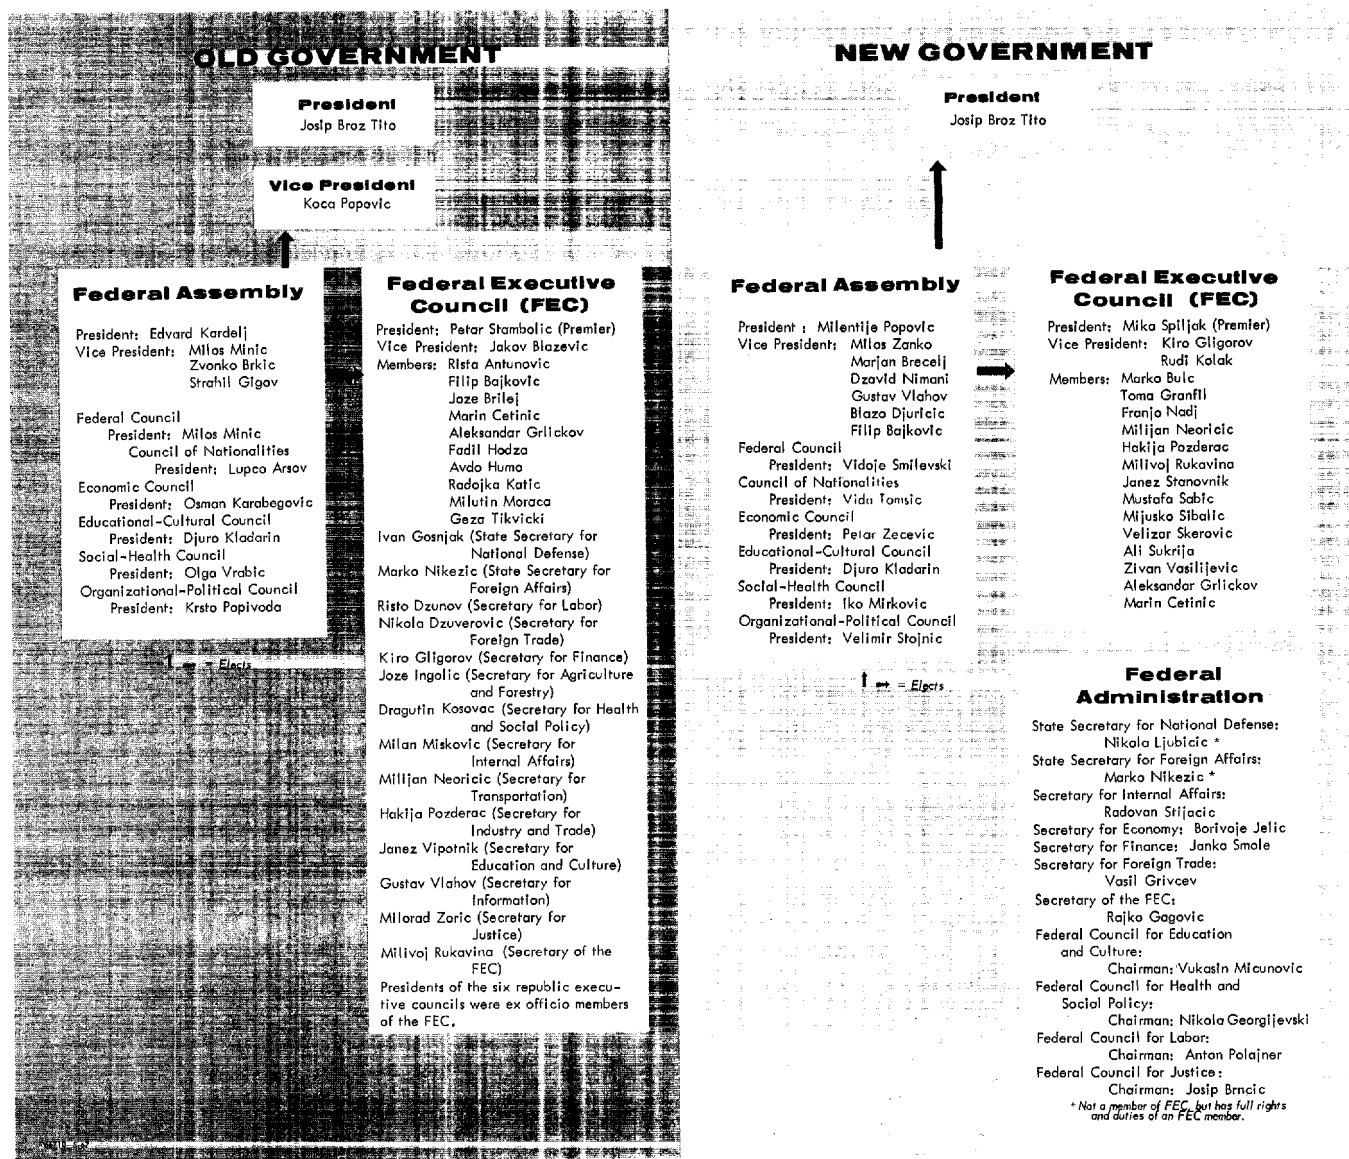 OLD GOVERNMENT
President
Josip Broz Tito
Vice President
Koca Popovic
Federal Assembly
President: Edvard Kardelj
Vice President: Milos Minic
Zvonko Brkic
Strahil Gigov
Federal Council
President: Milos Minic
Council of Nationalities
President: Lupco Arsov
Economic Council
President: Osman Karabegovic
Educational-Cultural Council
President: Djuro Kladarin
Social-Health Council
President: Olga Vrabic
Organizational-Political Council
President: Krsto Popivoda
= Elects
Federal Executive
Council (FEC)
President: Petar Stambolic (Premier)
Vice President: Jakov Blazevic
Members: Rista Antunovic
Filip Bajkovic
Joze Brilej
Marin Cetinic
Aleksandar Grlickov
Fadil Hodza
Avdo Humo
Radojka Katic
Milutin Moraca
Geza Tikvicki
Ivan Gosnjak (State Secretary for
National Defense)
Marko Nikezic (State Secretary for
Foreign Affairs)
Risto Dzunov (Secretary for Labor)
Nikola Dzuverovic (Secretary for
Foreign Trade)
Kiro Gligorov (Secretary for Finance)
Joze Ingolic (Secretary for Agriculture
and Forestry)
Dragutin Kosovac (Secretary for Health
and Social Policy)
Milan Miskovic (Secretary for
Internal Affairs)
Milijan Neoricic (Secretary for
Transportation)
Hakija Pozderac (Secretary for
Industry and Trade)
Janez Vipotnik (Secretary for
Education and Culture)
Gustav Vlahov (Secretary for
Information)
Milorad Zoric (Secretary for
Justice)
Milivoj Rukavina (Secretary of the
FEC)
Presidents of the six republic execu-
tive councils were ex officio members
of the FEC.
NEW GOVERNMENT
President
Josip Broz Tito
Federal Assembly
President : Milentije Popovic
Vice President: Milos Zanko
Marjan Brecelj
Dzavid Nimani
Gustav Vlahov
Blazo Djuricic
Filip Bajkovic
Federal Council
President: Vidoje Smilevski
Council of Nationalities
President: Vida Tomsic
Economic Council
President: Petar Zecevic
Educational-Cultural Council
President: Djuro Kladarin
Social-Health Council
President: Iko Mirkovic
Organizational-Political Council
President: Velimir Stojnic
= Elects
Federal Executive
Council (FEC)
President: Mika Spiljak (Premier)
Vice President: Kiro Gligorov
Rudi Kolak
Members: Marko Bulc
Toma Granfil
Franjo Nadj
Milijan Neoricic
Hakija Pozderac
Milivoj Rukavina
Janez Stanovnik
Mustafa Sabic
Mijusko Sibalic
Velizar Skerovic
Ali Sukrija
Zivan Vasilijevic
Aleksandar Grlickov
Marin Cetinic
Federal
Administration
State Secretary for National Defense:
Nikola Ljubicic *
State Secretary for Foreign Affairs:
Marko Nikezic *
Secretary for Internal Affairs:
Radovan Stijacic
Secretary for Economy: Borivoje Jelic
Secretary for Finance: Janko Smole
Secretary for Foreign Trade:
Vasil Grivcev
Secretary of the FEC:
Rajko Gagovic
Federal Council for Education
and Culture:
Chairman: Vukasin Micunovic
Federal Council for Health and
Social Policy:
Chairman: Nikola Georgijevski
Federal Council for Labor:
Chairman: Anton Polajner
Federal Council for Justice:
Chairman: Josip Brncic
* Not a member of FEC, but has full rights
and duties of an FEC member.